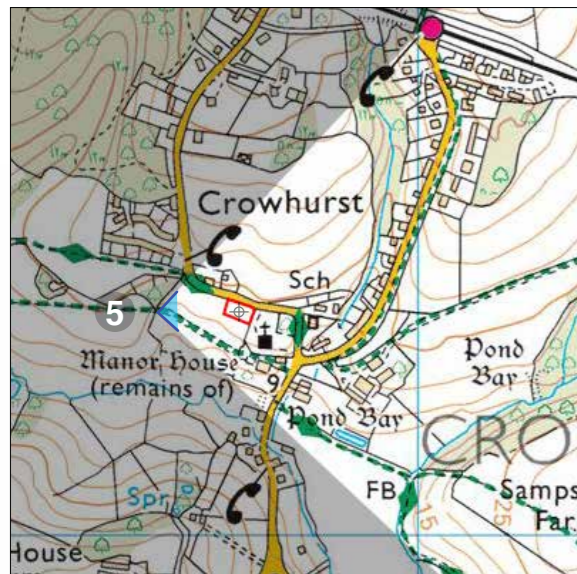 Crowhurst
Sch
5
Manor House
(remains of)
9
Pond Bay
Pond
Bay
CRO
FB
Samps
Far
15
25
Spr
House